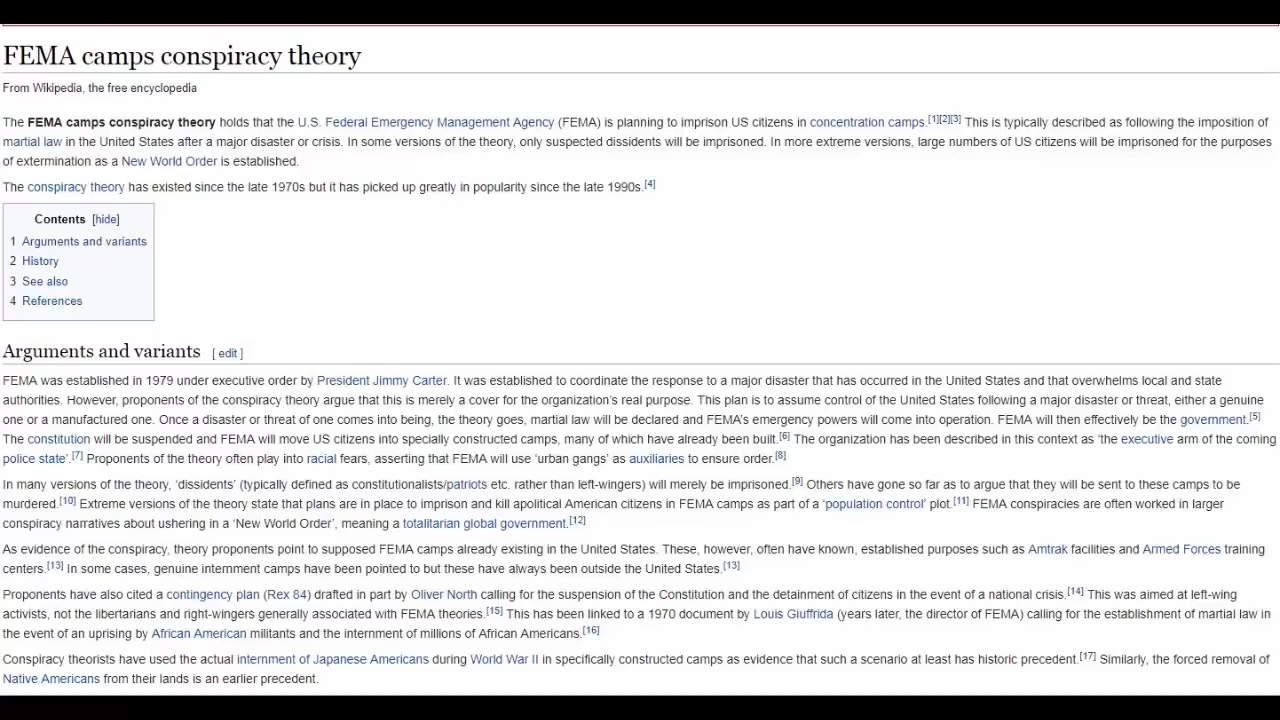 FEMA camps conspiracy theory
From Wikipedia, the free encyclopedia
The FEMA camps conspiracy theory holds that the U.S. Federal Emergency Management Agency (FEMA) is planning to imprison US citizens in concentration camps.[1][2][3] This is typically described as following the imposition of
martial law in the United States after a major disaster or crisis. In some versions of the theory, only suspected dissidents will be imprisoned. In more extreme versions, large numbers of US citizens will be imprisoned for the purposes
of extermination as a New World Order is established.
The conspiracy theory has existed since the late 1970s but it has picked up greatly in popularity since the late 1990s.[4]
Contents [hide]
1 Arguments and variants
2 History
3 See also
4 References
Arguments and variants [ edit ]
FEMA was established in 1979 under executive order by President Jimmy Carter. It was established to coordinate the response to a major disaster that has occurred in the United States and that overwhelms local and state
authorities. However, proponents of the conspiracy theory argue that this is merely a cover for the organization's real purpose. This plan is to assume control of the United States following a major disaster or threat, either a genuine
one or a manufactured one. Once a disaster or threat of one comes into being, the theory goes, martial law will be declared and FEMA's emergency powers will come into operation. FEMA will then effectively be the government.[5]
The constitution will be suspended and FEMA will move US citizens into specially constructed camps, many of which have already been built.[6] The organization has been described in this context as 'the executive arm of the coming
police state'.[7] Proponents of the theory often play into racial fears, asserting that FEMA will use 'urban gangs' as auxiliaries to ensure order.[8]
In many versions of the theory, 'dissidents' (typically defined as constitutionalists/patriots etc. rather than left-wingers) will merely be imprisoned.[9] Others have gone so far as to argue that they will be sent to these camps to be
murdered.[10] Extreme versions of the theory state that plans are in place to imprison and kill apolitical American citizens in FEMA camps as part of a 'population control' plot.[11] FEMA conspiracies are often worked in larger
conspiracy narratives about ushering in a 'New World Order', meaning a totalitarian global government.[12]
As evidence of the conspiracy, theory proponents point to supposed FEMA camps already existing in the United States. These, however, often have known, established purposes such as Amtrak facilities and Armed Forces training
centers.[13] In some cases, genuine internment camps have been pointed to but these have always been outside the United States.[13]
Proponents have also cited a contingency plan (Rex 84) drafted in part by Oliver North calling for the suspension of the Constitution and the detainment of citizens in the event of a national crisis.[14] This was aimed at left-wing
activists, not the libertarians and right-wingers generally associated with FEMA theories.[15] This has been linked to a 1970 document by Louis Giuffrida (years later, the director of FEMA) calling for the establishment of martial law in
the event of an uprising by African American militants and the internment of millions of African Americans.[16]
Conspiracy theorists have used the actual internment of Japanese Americans during World War II in specifically constructed camps as evidence that such a scenario at least has historic precedent.[17] Similarly, the forced removal of
Native Americans from their lands is an earlier precedent.